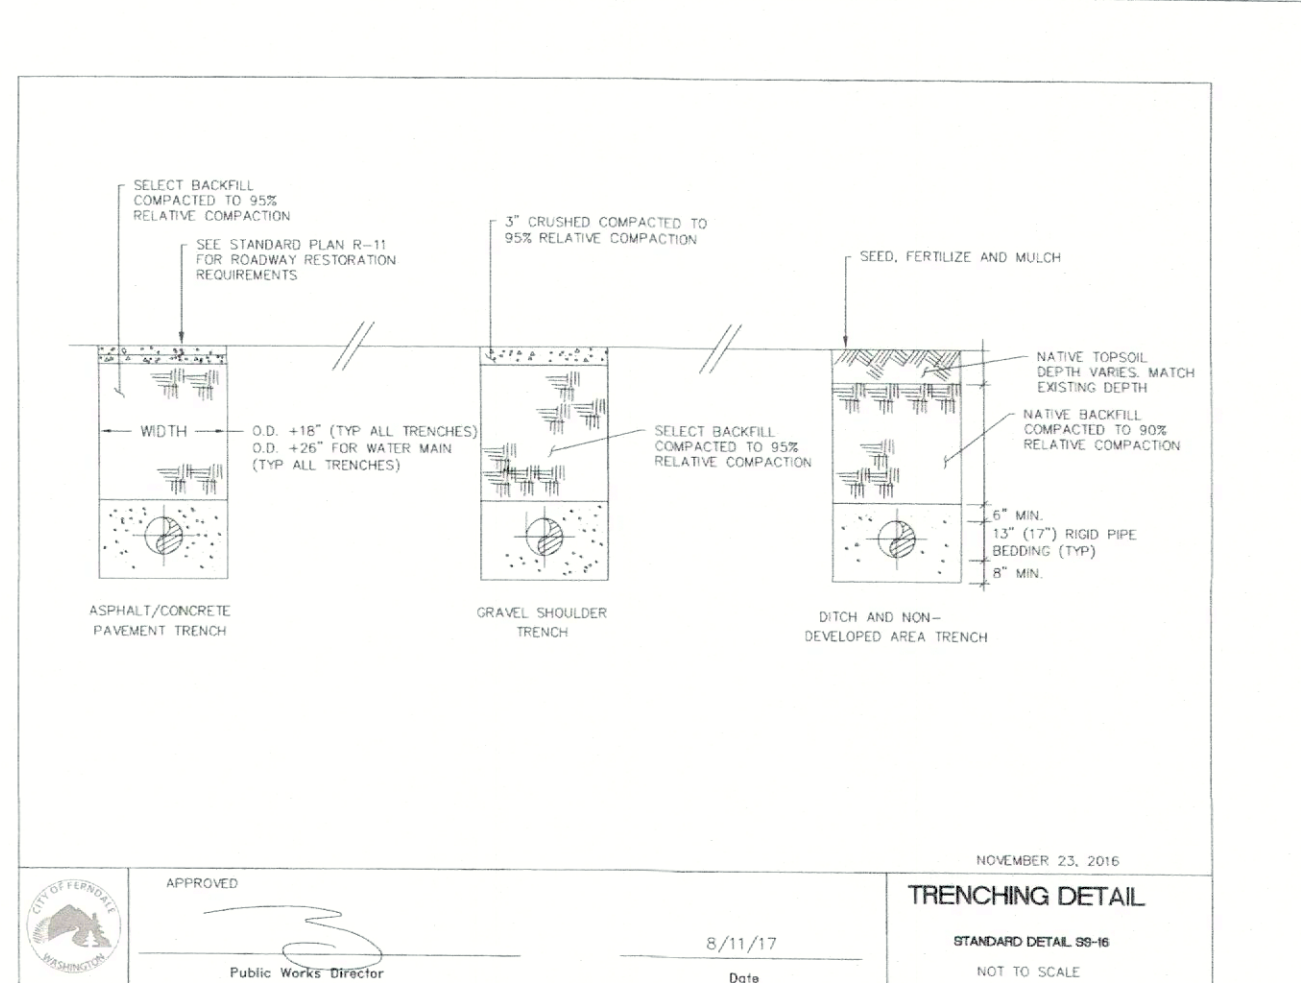 SELECT BACKFILL
COMPACTED TO 95%
RELATIVE COMPACTION
SEE STANDARD PLAN R-11
FOR ROADWAY RESTORATION
REQUIREMENTS
3" CRUSHED COMPACTED TO
95% RELATIVE COMPACTION
SEED, FERTILIZE AND MULCH
NATIVE TOPSOIL
DEPTH VARIES. MATCH
EXISTING DEPTH
NATIVE BACKFILL
COMPACTED TO 90%
RELATIVE COMPACTION
WIDTH
O.D. +18" (TYP ALL TRENCHES)
O.D. +26" FOR WATER MAIN
(TYP ALL TRENCHES)
SELECT BACKFILL
COMPACTED TO 95%
RELATIVE COMPACTION
6" MIN.
13" (17") RIGID PIPE
BEDDING (TYP)
8" MIN.
ASPHALT/CONCRETE
PAVEMENT TRENCH
GRAVEL SHOULDER
TRENCH
DITCH AND NON-
DEVELOPED AREA TRENCH
NOVEMBER 23, 2016
CITY OF FERNDALE
WASHINGTON
APPROVED
Public Works Director
8/11/17
Date
TRENCHING DETAIL
STANDARD DETAIL SS-16
NOT TO SCALE